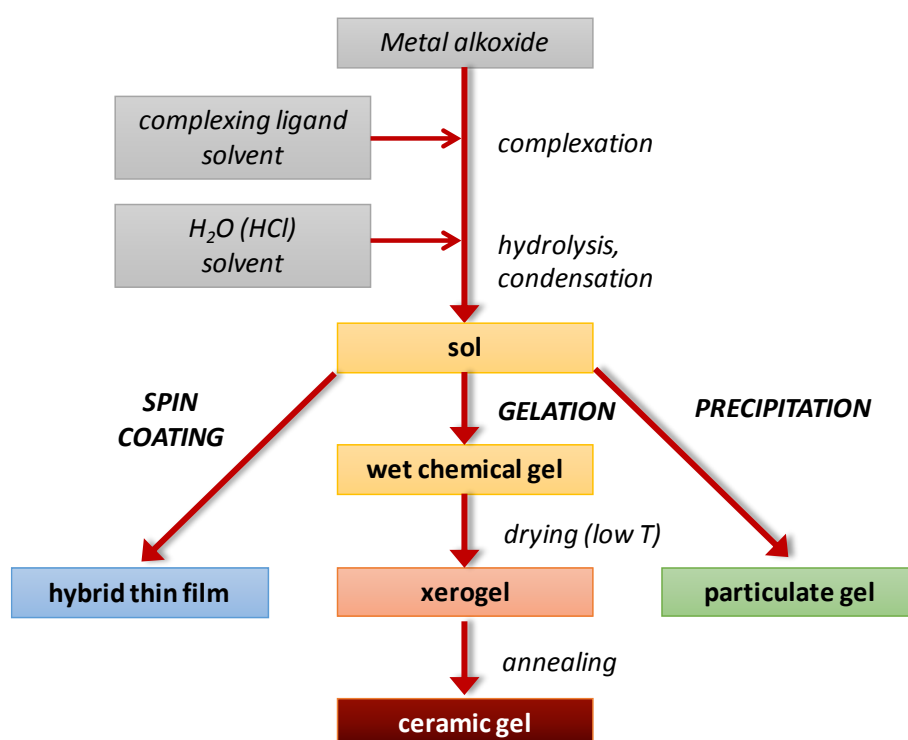 Metal alkoxide
complexing ligand
solvent
complexation
H₂O (HCl)
solvent
hydrolysis,
condensation
sol
SPIN
COATING
GELATION
PRECIPITATION
wet chemical gel
drying (low T)
hybrid thin film
xerogel
particulate gel
annealing
ceramic gel